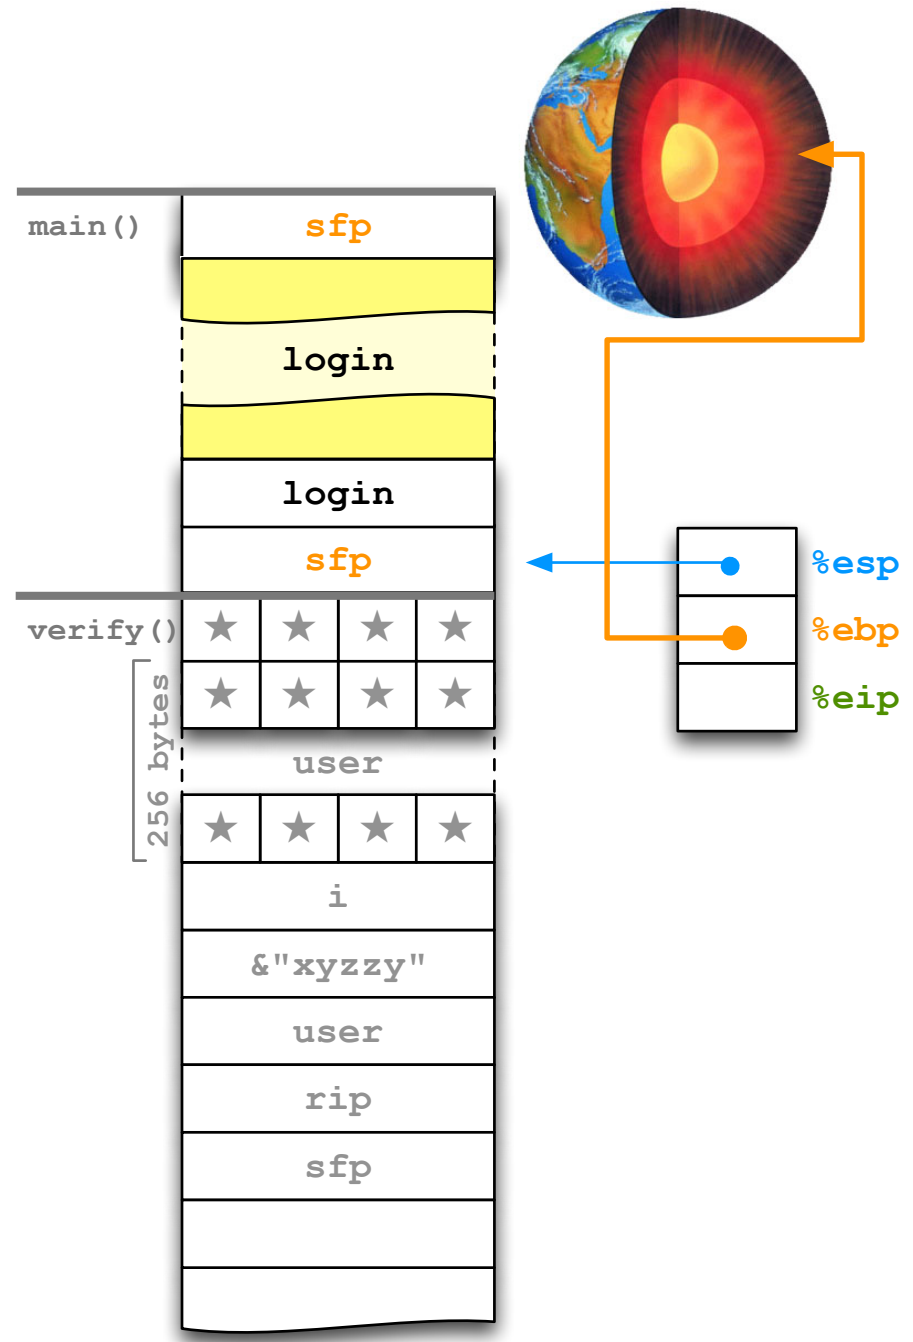 main()
sfp
login
login
sfp
%esp
verify()
%ebp
%eip
256 bytes
user
i
&"xyzzy"
user
rip
sfp